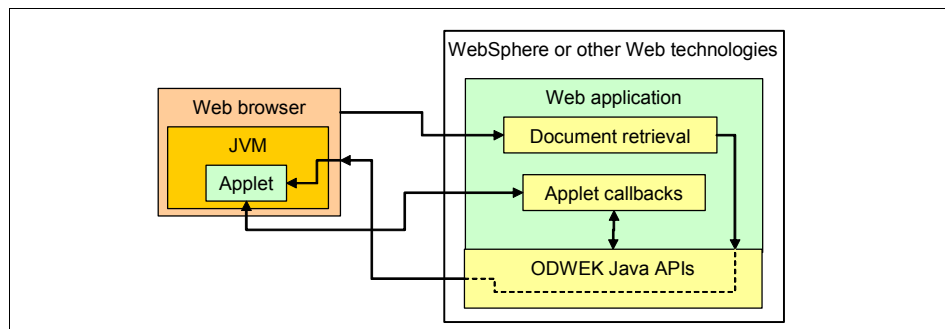 WebSphere or other Web technologies
Web application
Web browser
Document retrieval
JVM
Applet
Applet callbacks
ODWEK Java APIs